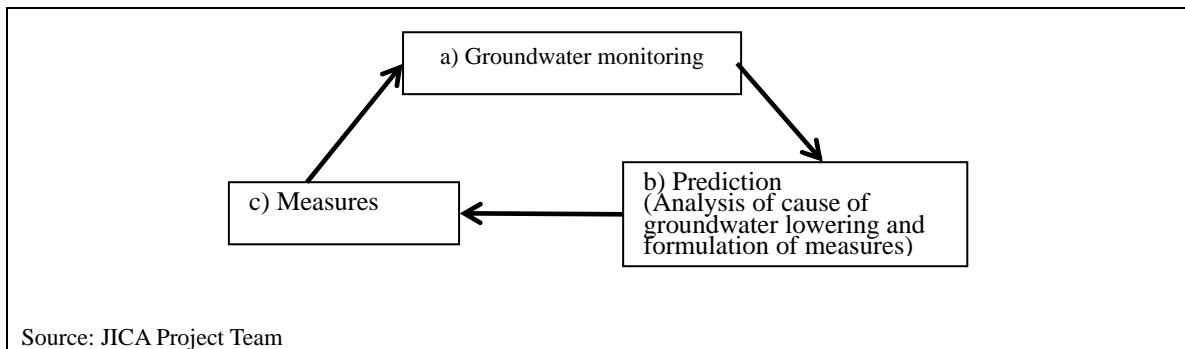 a) Groundwater monitoring
b) Prediction
(Analysis of cause of
groundwater lowering and
formulation of measures)
c) Measures
Source: JICA Project Team